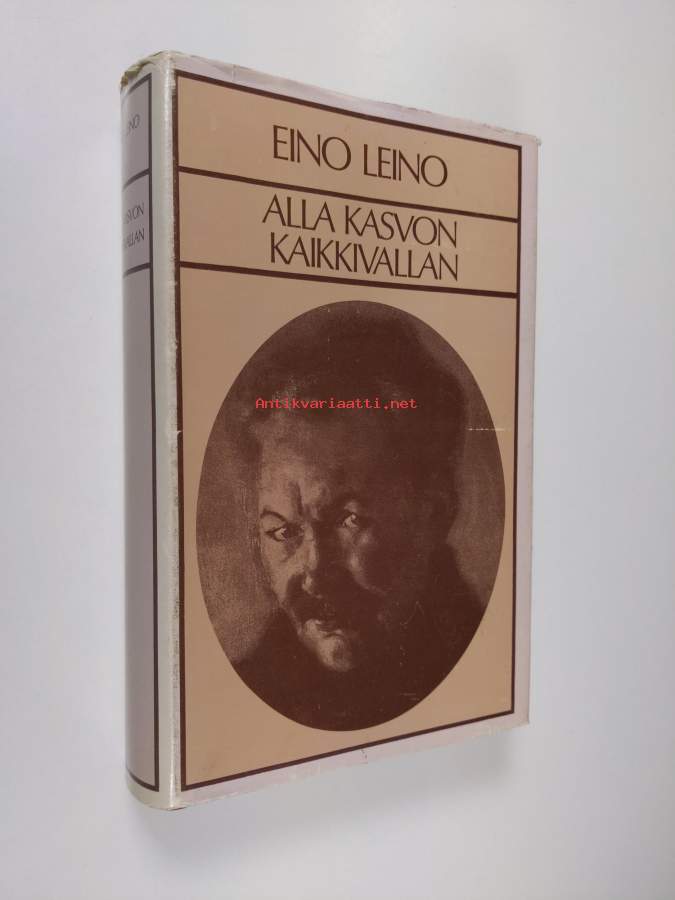 EINO LEINO
ALLA KASVON
KAIKKIVALLAN
Antikvariaatti.net